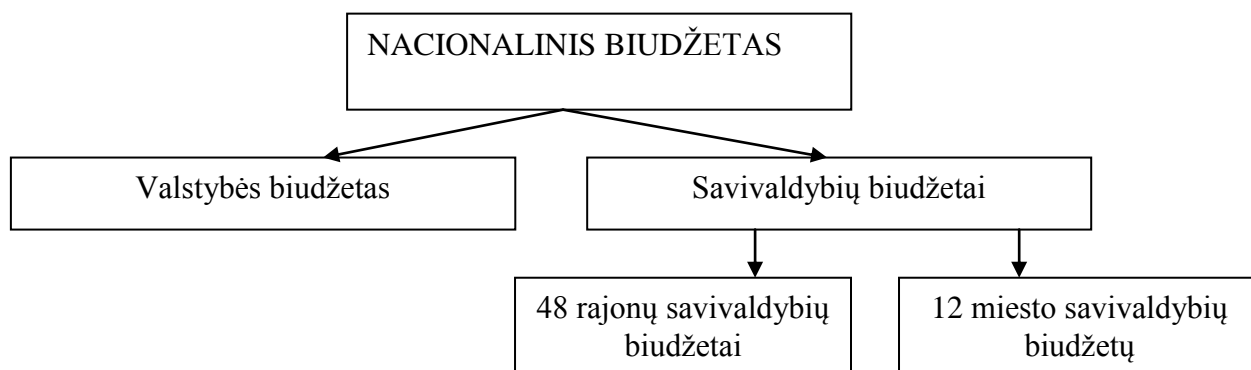 NACIONALINIS BIUDŽETAS
Valstybės biudžetas
Savivaldybių biudžetai
48 rajonų savivaldybių
biudžetai
12 miesto savivaldybių
biudžetų